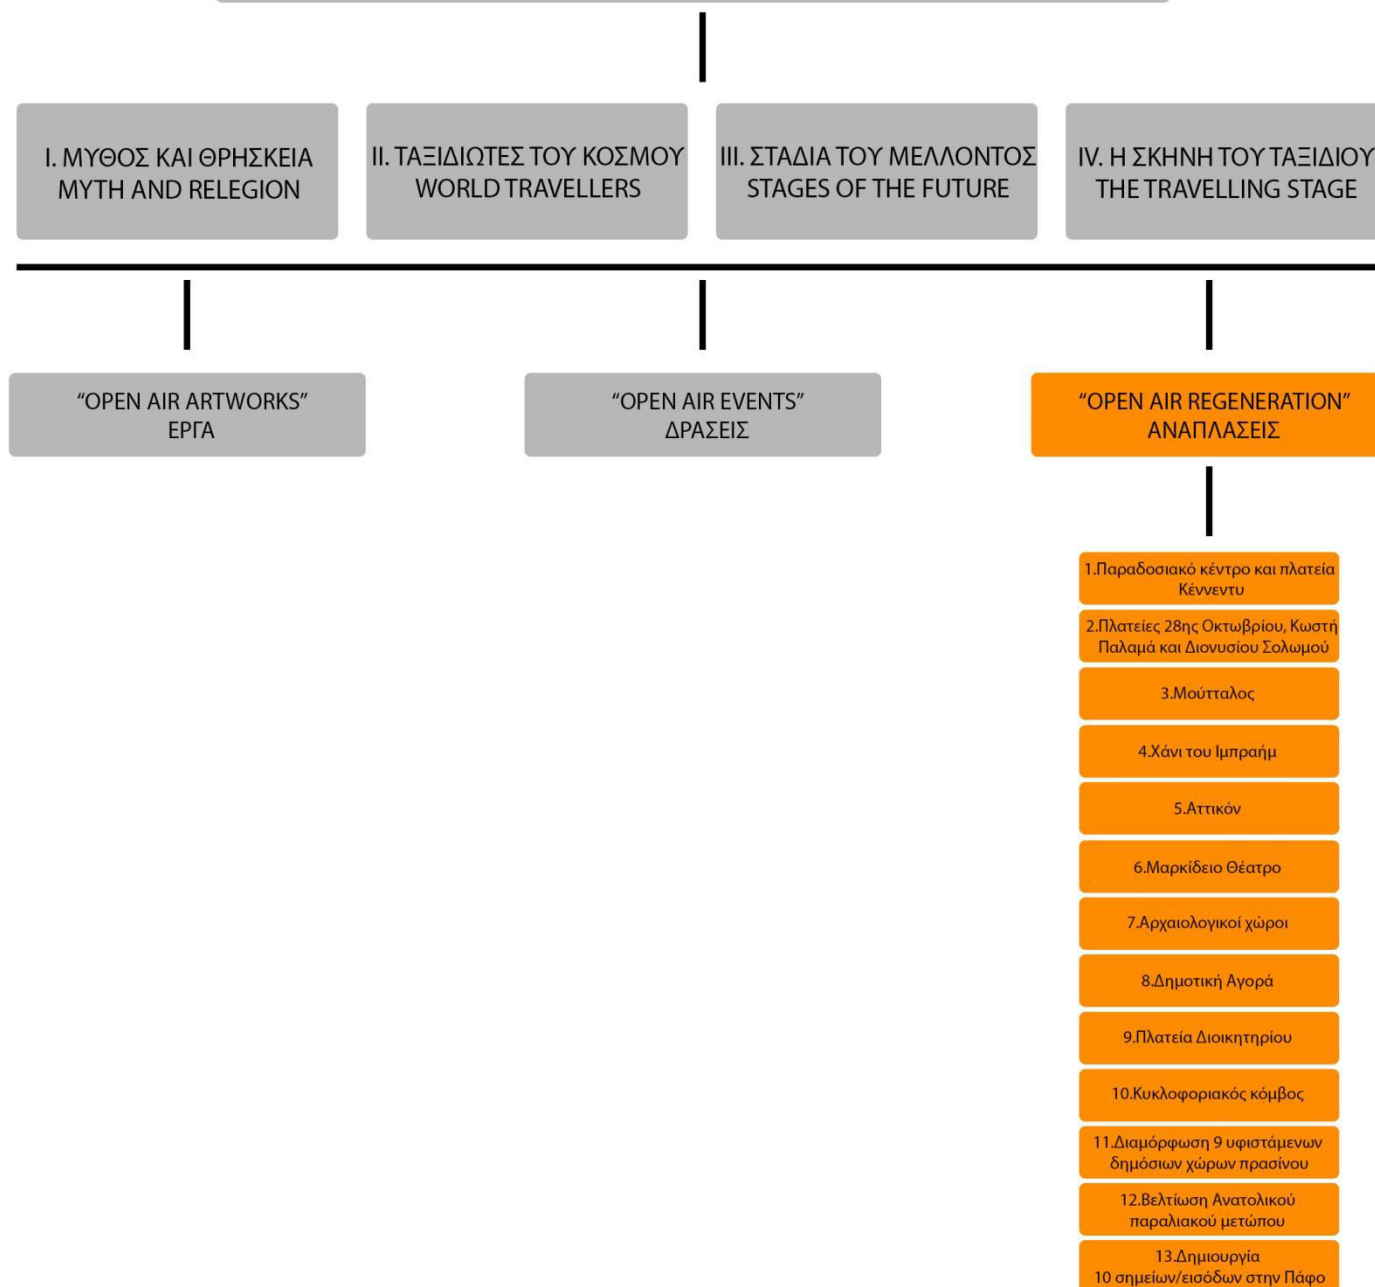 I. ΜΥΘΟΣ ΚΑΙ ΘΡΗΣΚΕΙΑ
MYTH AND RELEGION
II. ΤΑΞΙΔΙΩΤΕΣ ΤΟΥ ΚΟΣΜΟΥ
WORLD TRAVELLERS
III. ΣΤΑΔΙΑ ΤΟΥ ΜΕΛΛΟΝΤΟΣ
STAGES OF THE FUTURE
IV. Η ΣΚΗΝΗ ΤΟΥ ΤΑΞΙΔΙΟΥ
THE TRAVELLING STAGE
“OPEN AIR ARTWORKS”
ΕΡΓΑ
“OPEN AIR EVENTS”
ΔΡΑΣΕΙΣ
“OPEN AIR REGENERATION”
ΑΝΑΠΛΑΣΕΙΣ
1.Παραδοσιακό κέντρο και πλατεία
Κέννεντυ
2.Πλατείες 28ης Οκτωβρίου, Κωστή
Παλαμά και Διονυσίου Σολωμού
3.Μούτταλος
4.Χάνι του Ιμπραήμ
5.Αττικόν
6.Μαρκίδειο Θέατρο
7.Αρχαιολογικοί χώροι
8.Δημοτική Αγορά
9.Πλατεία Διοικητηρίου
10.Κυκλοφοριακός κόμβος
11.Διαμόρφωση 9 υφιστάμενων
δημόσιων χώρων πρασίνου
12.Βελτίωση Ανατολικού
παραλιακού μετώπου
13.Δημιουργία
10 σημείων/εισόδων στην Πάφο